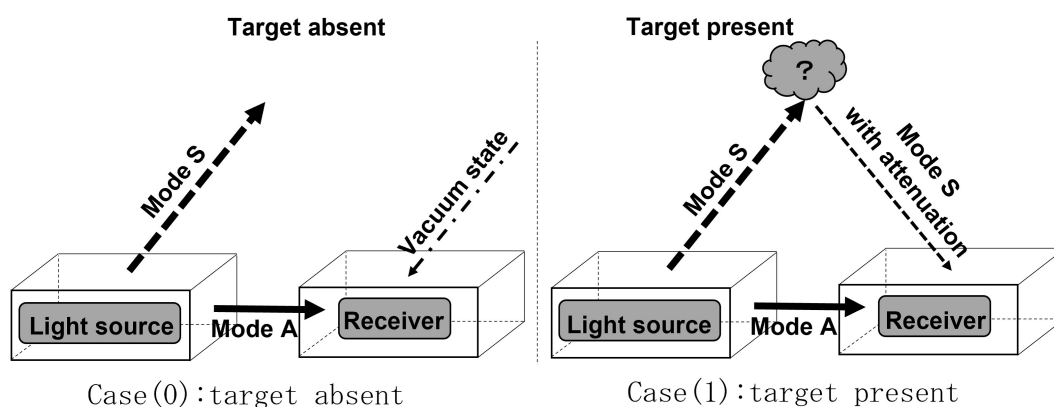 Target absent
Mode S
Vacuum state
Light source
Mode A
Receiver
Case(0):target absent
Target present
?
Mode S
Mode S
with attenuation
Light source
Mode A
Receiver
Case(1):target present